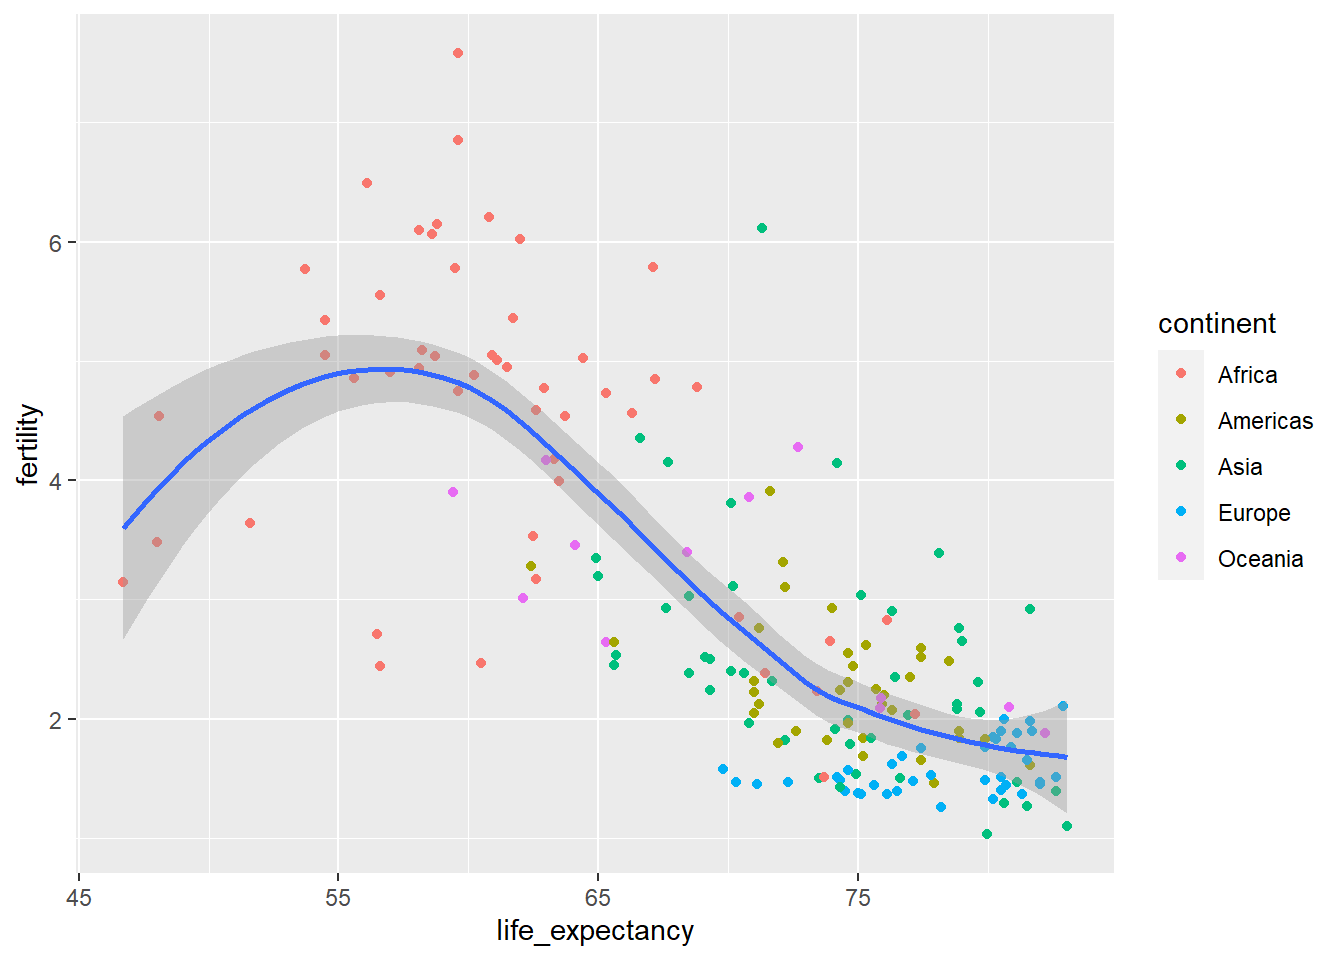 fertility
6
4
2
45 55 65 75
life_expectancy
continent
Africa
Americas
Asia
Europe
Oceania